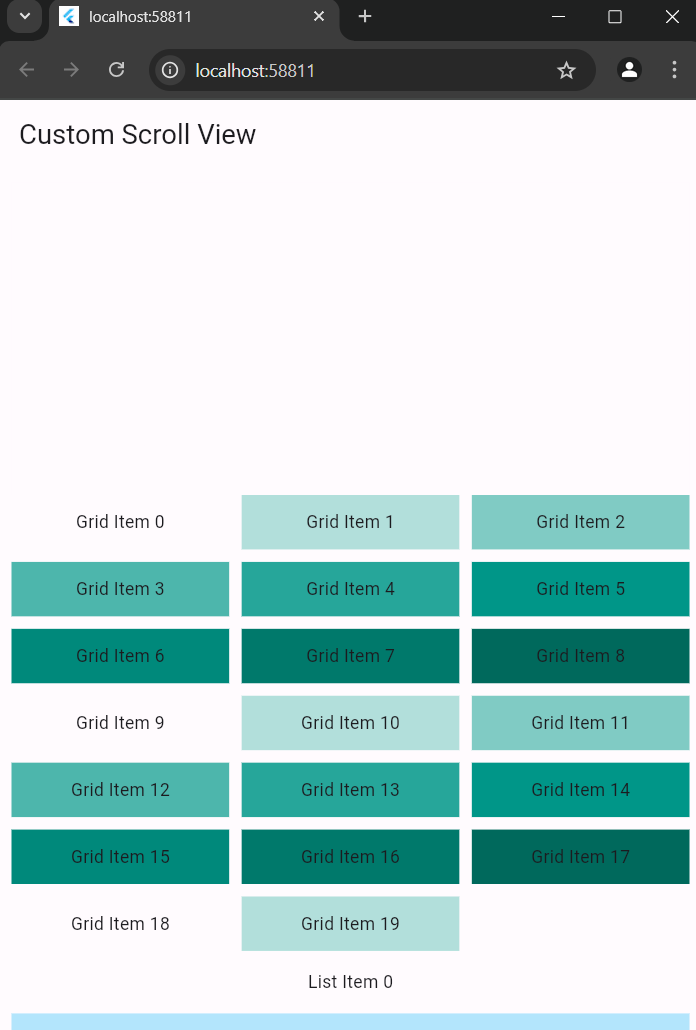 localhost:58811
localhost:58811
Custom Scroll View
Grid Item 0 Grid Item 1 Grid Item 2
Grid Item 3 Grid Item 4 Grid Item 5
Grid Item 6 Grid Item 7 Grid Item 8
Grid Item 9 Grid Item 10 Grid Item 11
Grid Item 12 Grid Item 13 Grid Item 14
Grid Item 15 Grid Item 16 Grid Item 17
Grid Item 18 Grid Item 19
List Item 0